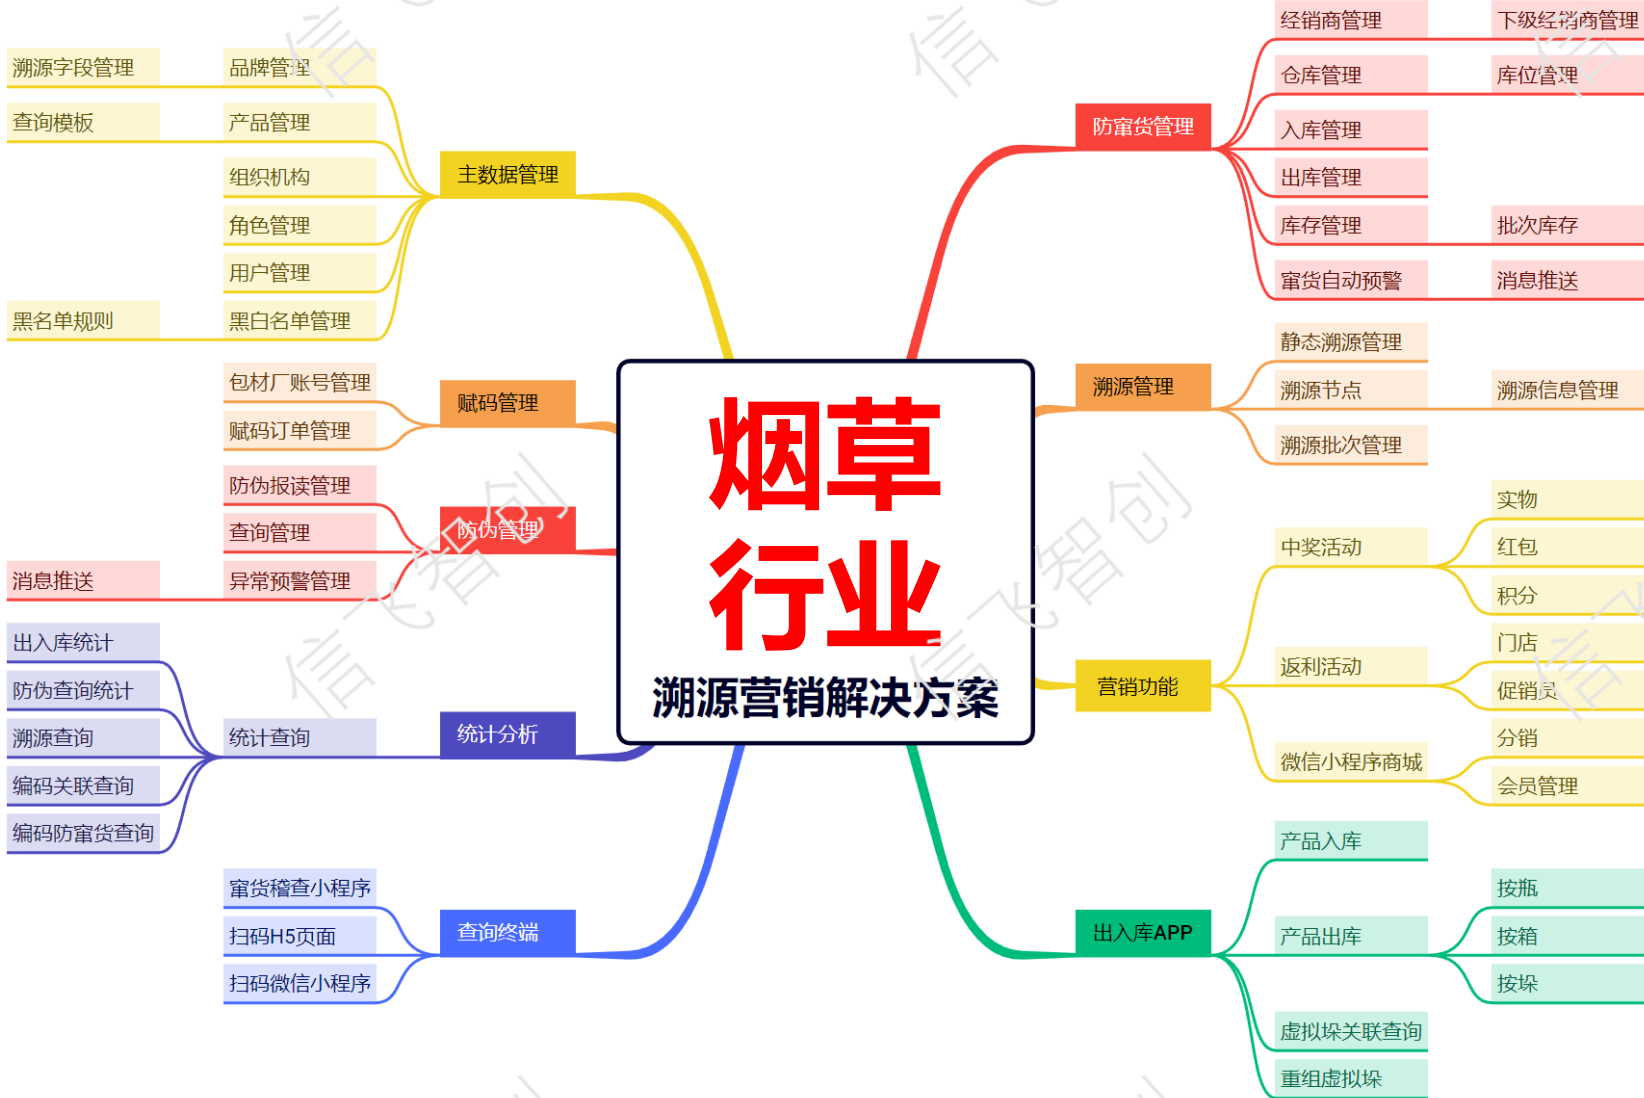 烟草
行业
溯源营销解决方案
主数据管理
品牌管理
溯源字段管理
产品管理
查询模板
组织机构
角色管理
用户管理
黑白名单管理
黑名单规则
赋码管理
包材厂账号管理
赋码订单管理
防伪管理
防伪报读管理
查询管理
异常预警管理
消息推送
统计分析
统计查询
出入库统计
防伪查询统计
溯源查询
编码关联查询
编码防窜货查询
查询终端
窜货稽查小程序
扫码H5页面
扫码微信小程序
防窜货管理
经销商管理
下级经销商管理
仓库管理
库位管理
入库管理
出库管理
库存管理
批次库存
窜货自动预警
消息推送
溯源管理
静态溯源管理
溯源节点
溯源信息管理
溯源批次管理
营销功能
中奖活动
实物
红包
积分
返利活动
门店
促销员
微信小程序商城
分销
会员管理
出入库APP
产品入库
产品出库
按瓶
按箱
按垛
虚拟垛关联查询
重组虚拟垛
信飞智创
信飞智创